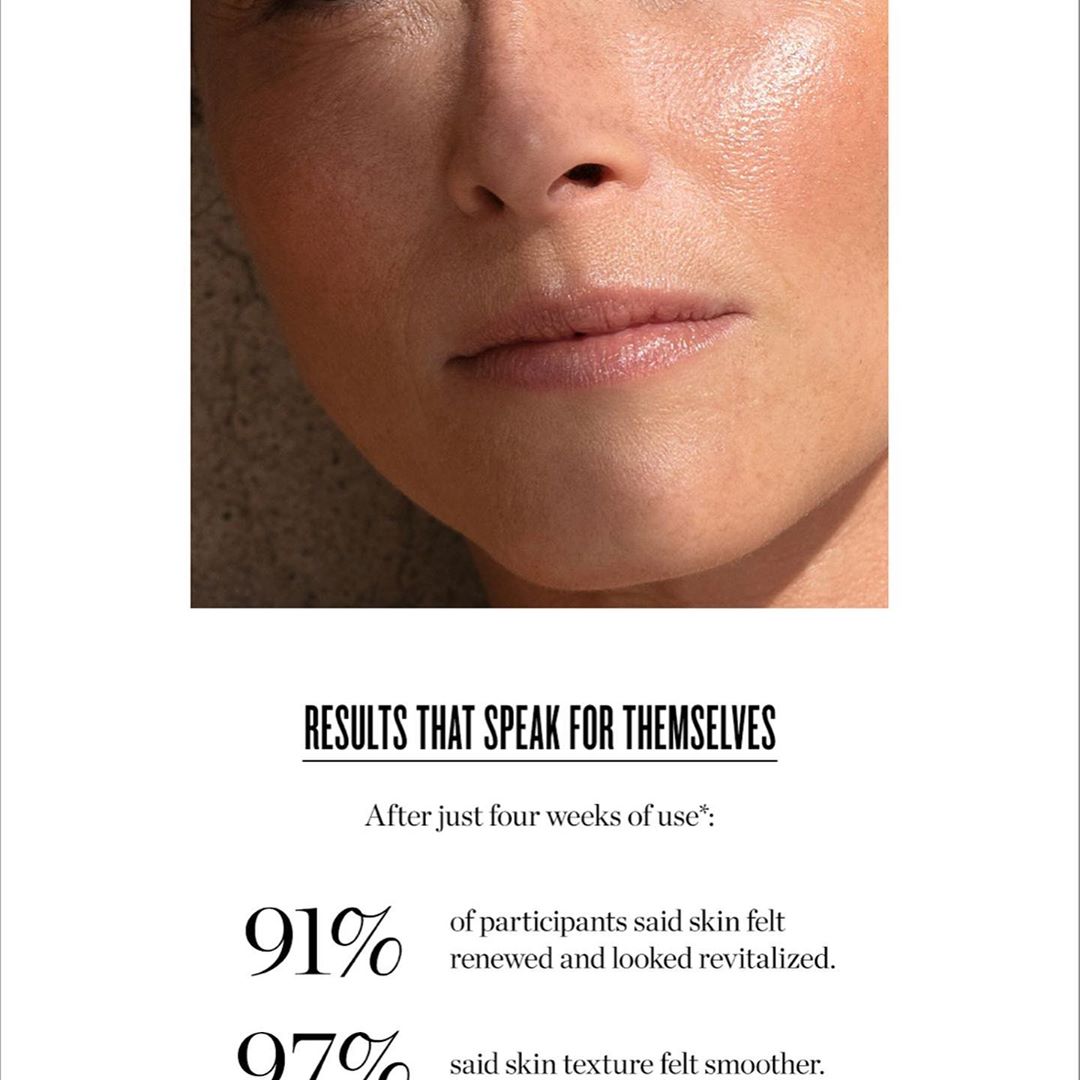 RESULTS THAT SPEAK FOR THEMSELVES
After just four weeks of use*:
91%
of participants said skin felt
renewed and looked revitalized.
97%
said skin texture felt smoother.